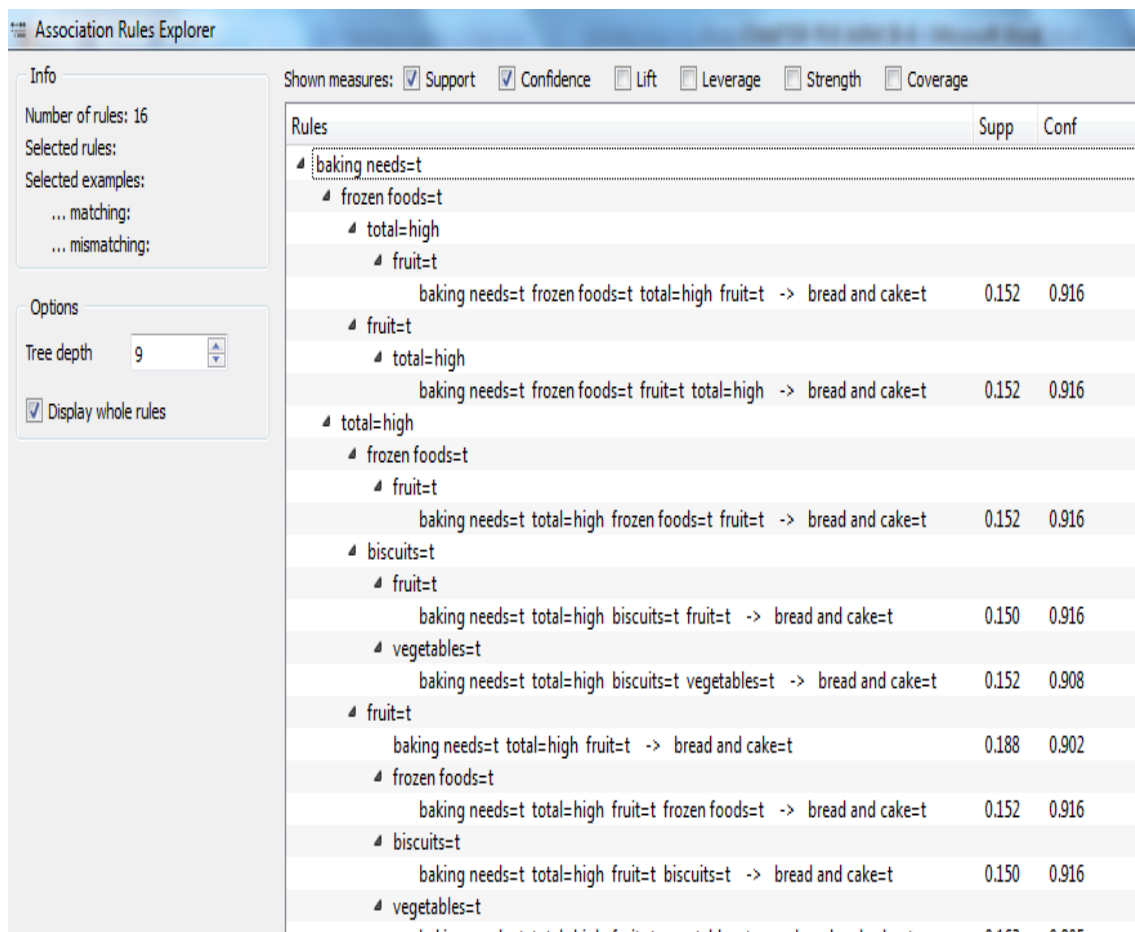 Association Rules Explorer
Info
Number of rules: 16
Selected rules:
Selected examples:
... matching:
... mismatching:
Options
Tree depth 9
Display whole rules
Shown measures: Support Confidence Lift Leverage Strength Coverage
Rules Supp Conf
baking needs=t
frozen foods=t
total=high
fruit=t
baking needs=t frozen foods=t total=high fruit=t -> bread and cake=t 0.152 0.916
fruit=t
total=high
baking needs=t frozen foods=t fruit=t total=high -> bread and cake=t 0.152 0.916
total=high
frozen foods=t
fruit=t
baking needs=t total=high frozen foods=t fruit=t -> bread and cake=t 0.152 0.916
biscuits=t
fruit=t
baking needs=t total=high biscuits=t fruit=t -> bread and cake=t 0.150 0.916
vegetables=t
baking needs=t total=high biscuits=t vegetables=t -> bread and cake=t 0.152 0.908
fruit=t
baking needs=t total=high fruit=t -> bread and cake=t 0.188 0.902
frozen foods=t
baking needs=t total=high fruit=t frozen foods=t -> bread and cake=t 0.152 0.916
biscuits=t
baking needs=t total=high fruit=t biscuits=t -> bread and cake=t 0.150 0.916
vegetables=t